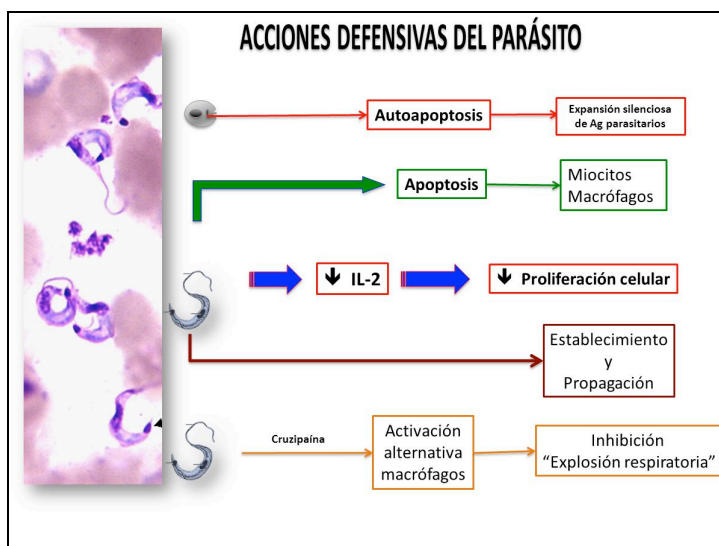 ACCIONES DEFENSIVAS DEL PARÁSITO
Autoapoptosis
Expansión silenciosa
de Ag parasitarios
Apoptosis
Miocitos
Macrófagos
🡻 IL-2
🡻 Proliferación celular
Establecimiento
y
Propagación
Cruzipaína
Activación
alternativa
macrófagos
Inhibición
“Explosión respiratoria”